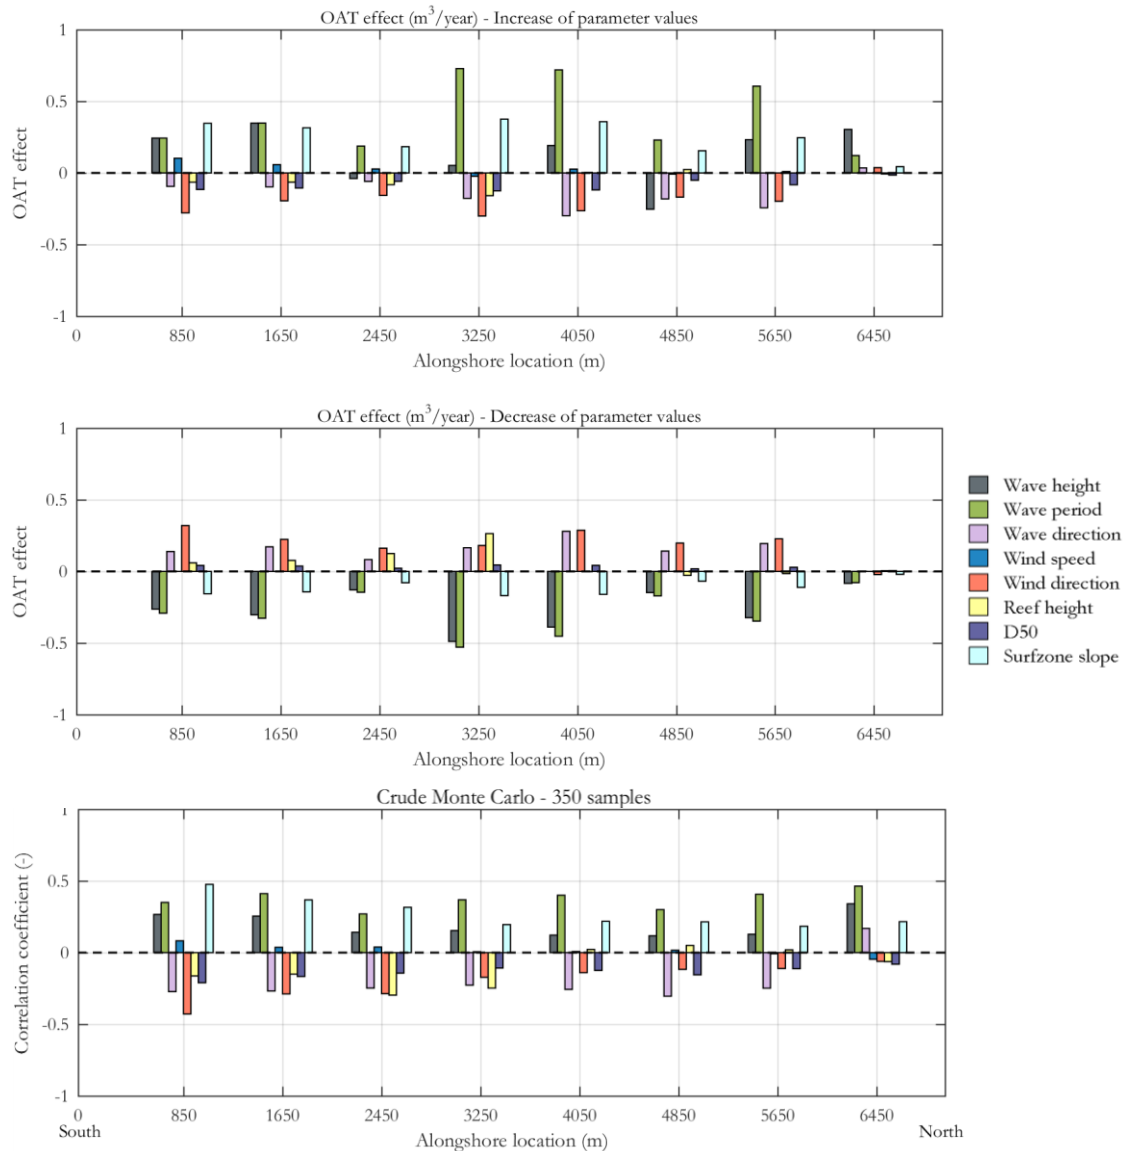 OAT effect (m³/year) - Increase of parameter values
1
0.5
0
-0.5
-1
OAT effect
0 850 1650 2450 3250 4050 4850 5650 6450
Alongshore location (m)
OAT effect (m³/year) - Decrease of parameter values
1
0.5
0
-0.5
-1
OAT effect
0 850 1650 2450 3250 4050 4850 5650 6450
Alongshore location (m)
Wave height
Wave period
Wave direction
Wind speed
Wind direction
Reef height
D50
Surfzone slope
Crude Monte Carlo - 350 samples
1
0.5
0
-0.5
-1
Correlation coefficient (-)
0 850 1650 2450 3250 4050 4850 5650 6450
South North
Alongshore location (m)